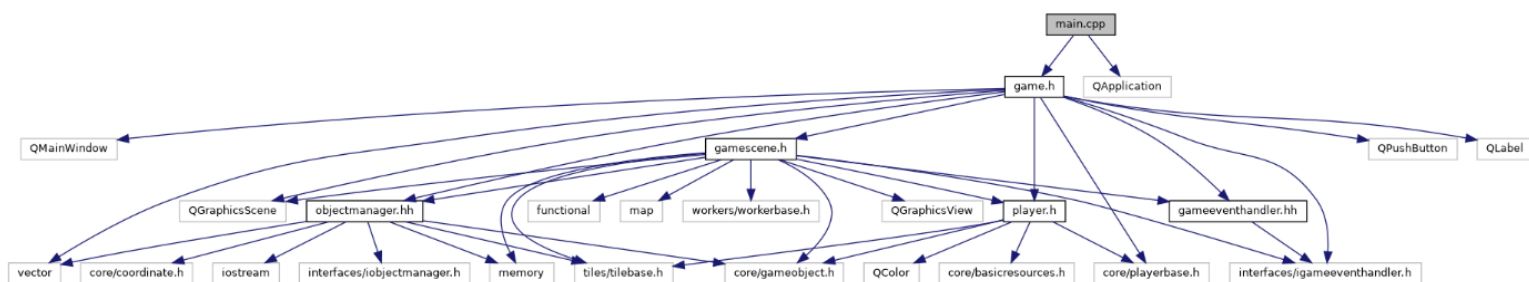 main.cpp
game.h
QApplication
QMainWindow
gamescene.h
QPushButton
QLabel
QGraphicsScene
objectmanager.hh
functional
map
workers/workerbase.h
QGraphicsView
player.h
gameeventhandler.hh
vector
core/coordinate.h
iostream
interfaces/iobjectmanager.h
memory
tiles/tilebase.h
core/gameobject.h
QColor
core/basicresources.h
core/playerbase.h
interfaces/igameeventhandler.h